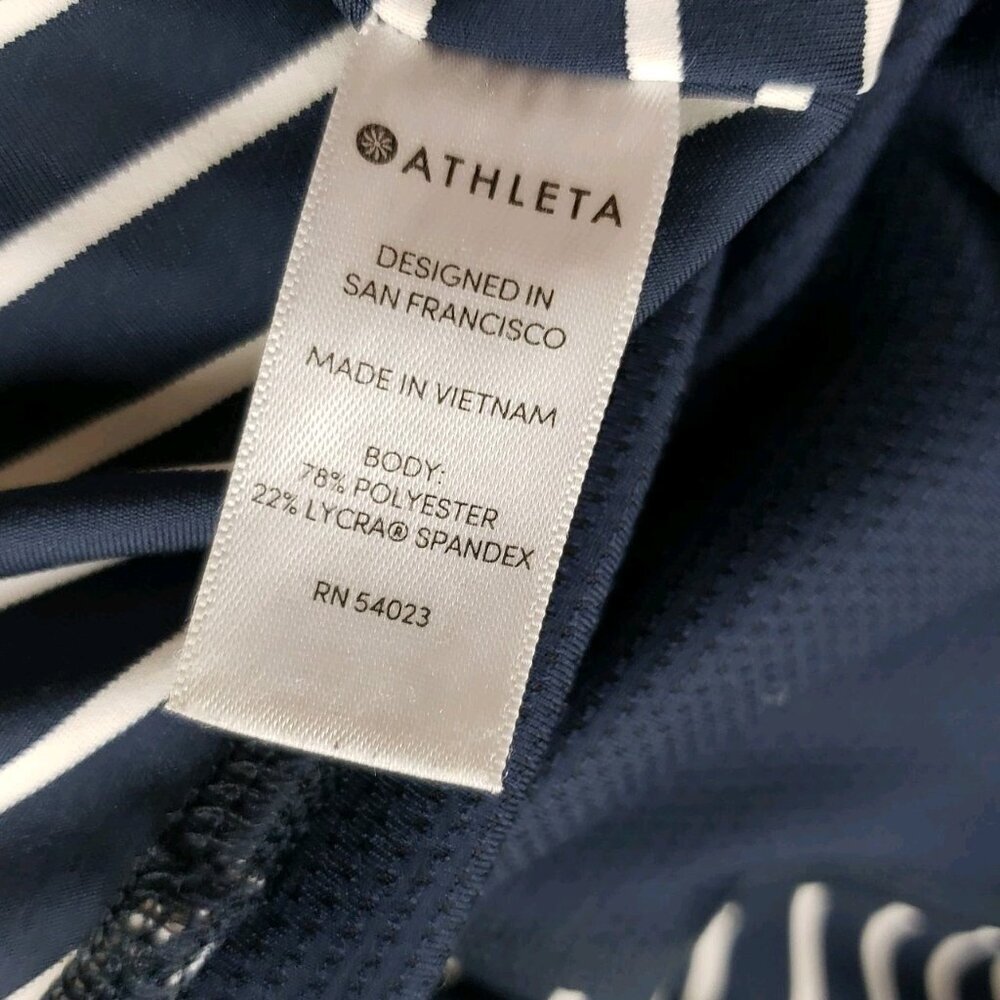 ATHLETA
DESIGNED IN
SAN FRANCISCO
MADE IN VIETNAM
BODY:
78% POLYESTER
22% LYCRA® SPANDEX
RN 54023